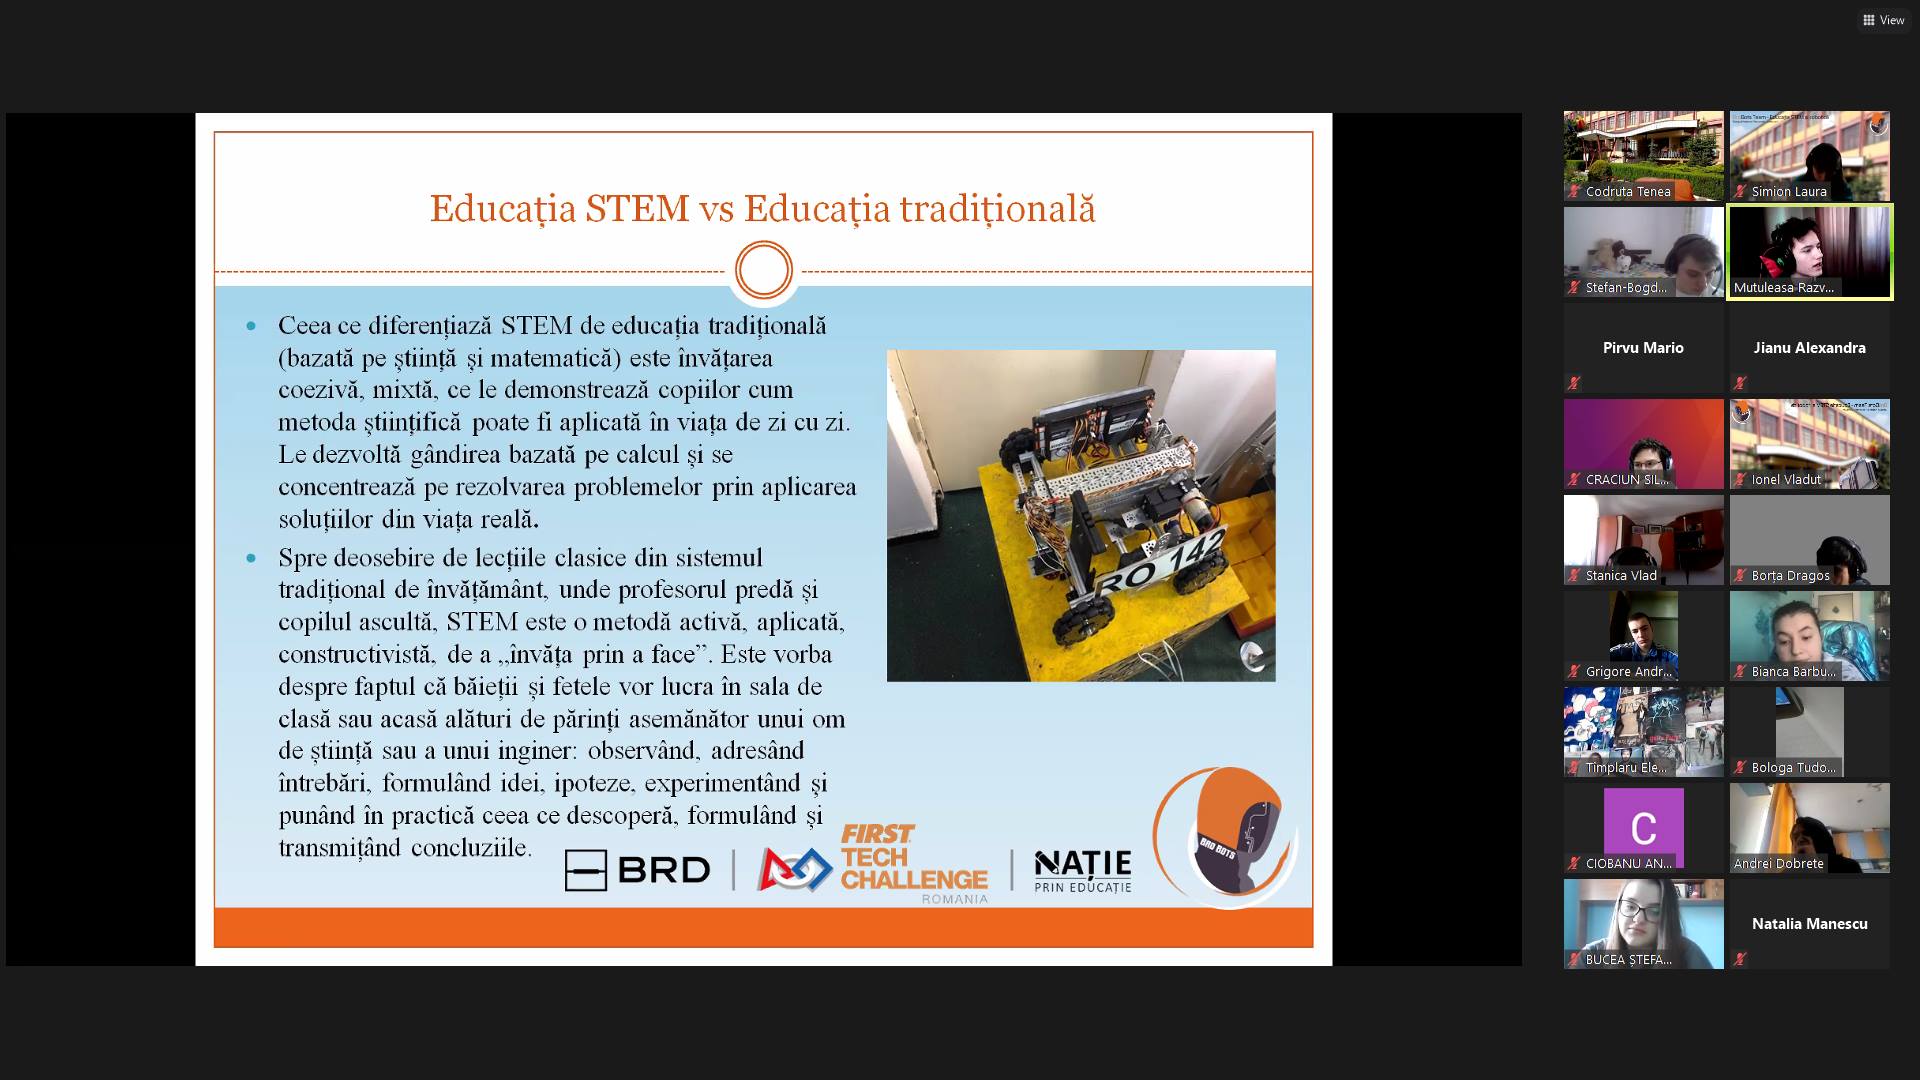 View
Educația STEM vs Educația tradițională
Ceea ce diferențiază STEM de educația tradițională
(bazată pe știință și matematică) este învățarea
coezivă, mixtă, ce le demonstrează copiilor cum
metoda științifică poate fi aplicată în viața de zi cu zi.
Le dezvoltă gândirea bazată pe calcul și se
concentrează pe rezolvarea problemelor prin aplicarea
soluțiilor din viața reală.
Spre deosebire de lecțiile clasice din sistemul
tradițional de învățământ, unde profesorul predă și
copilul ascultă, STEM este o metodă activă, aplicată,
constructivistă, de a „învăța prin a face”. Este vorba
despre faptul că băieții și fetele vor lucra în sala de
clasă sau acasă alături de părinți asemănător unui om
de știință sau a unui inginer: observând, adresând
întrebări, formulând idei, ipoteze, experimentând și
punând în practică ceea ce descoperă, formulând și
transmițând concluziile.
RO 142
BRD
FIRST
TECH
CHALLENGE
ROMANIA
NAȚIE
PRIN EDUCAȚIE
BRD BOTS
Codruta Tenea
Simion Laura
Stefan-Bogd...
Mutuleasa Razv...
Pirvu Mario
Jianu Alexandra
CRACIUN SIL...
Ionel Vladut
Stanica Vlad
Borța Dragos
Grigore Andr...
Bianca Barbu...
Timplaru Ele...
Bologa Tudo...
C
CIOBANU AN...
Andrei Dobrete
BUCEA ȘTEFA...
Natalia Manescu